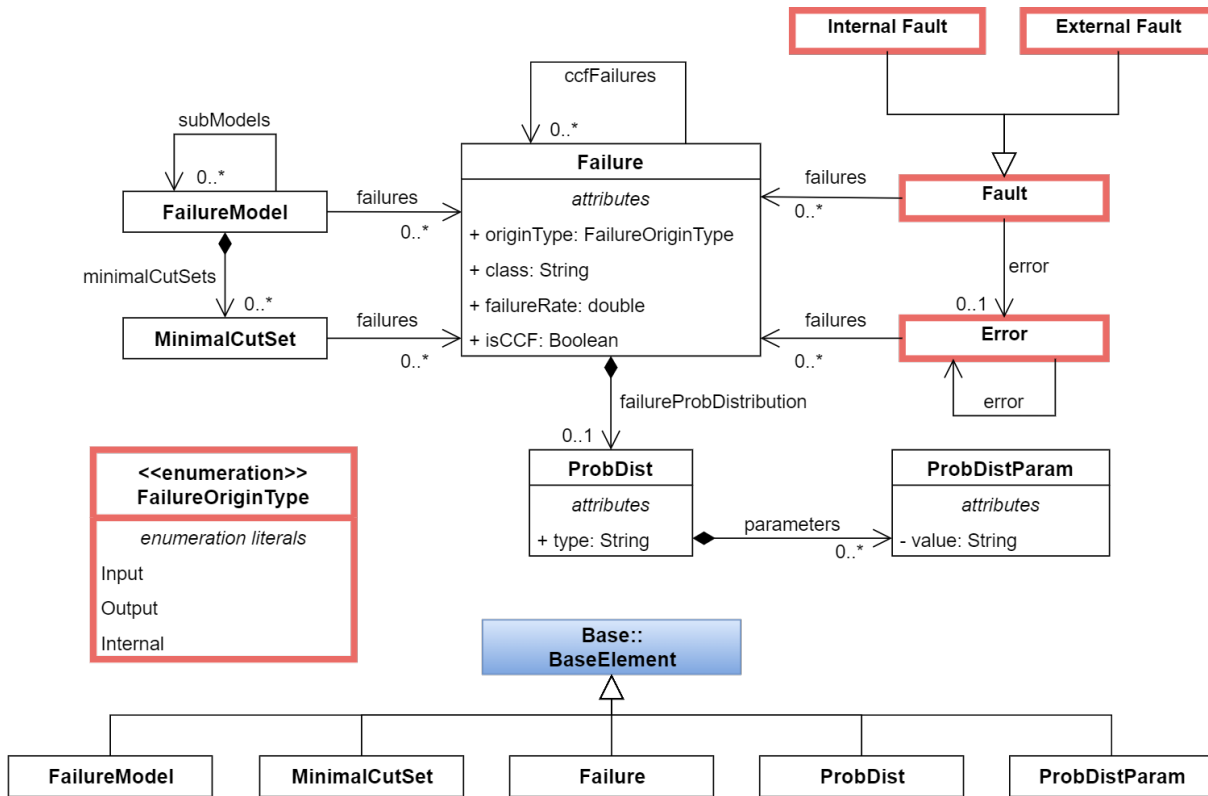 Internal Fault
External Fault
ccfFailures
0..*
subModels
0..*
FailureModel
failures
0..*
minimalCutSets
0..*
MinimalCutSet
failures
0..*
Failure
attributes
+ originType: FailureOriginType
+ class: String
+ failureRate: double
+ isCCF: Boolean
failures
0..*
Fault
error
0..1
failures
0..*
Error
error
failureProbDistribution
0..1
ProbDist
attributes
+ type: String
parameters
0..*
ProbDistParam
attributes
- value: String
<<enumeration>>
FailureOriginType
enumeration literals
Input
Output
Internal
Base::
BaseElement
FailureModel
MinimalCutSet
Failure
ProbDist
ProbDistParam